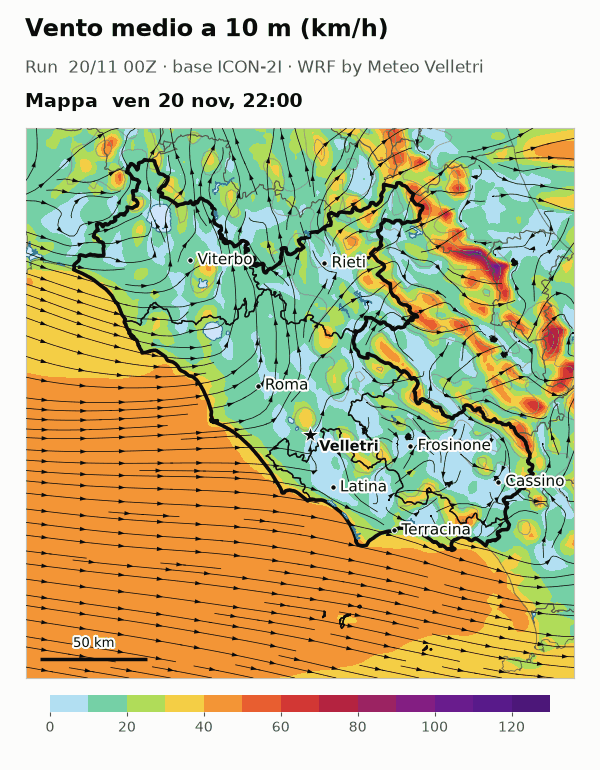 Vento medio a 10 m (km/h)
Run  20/11 00Z · base ICON-2I · WRF by Meteo Velletri
Mappa  ven 20 nov, 22:00
Viterbo
Rieti
Roma
Velletri
Frosinone
Cassino
Latina
Terracina
50 km
0 20 40 60 80 100 120